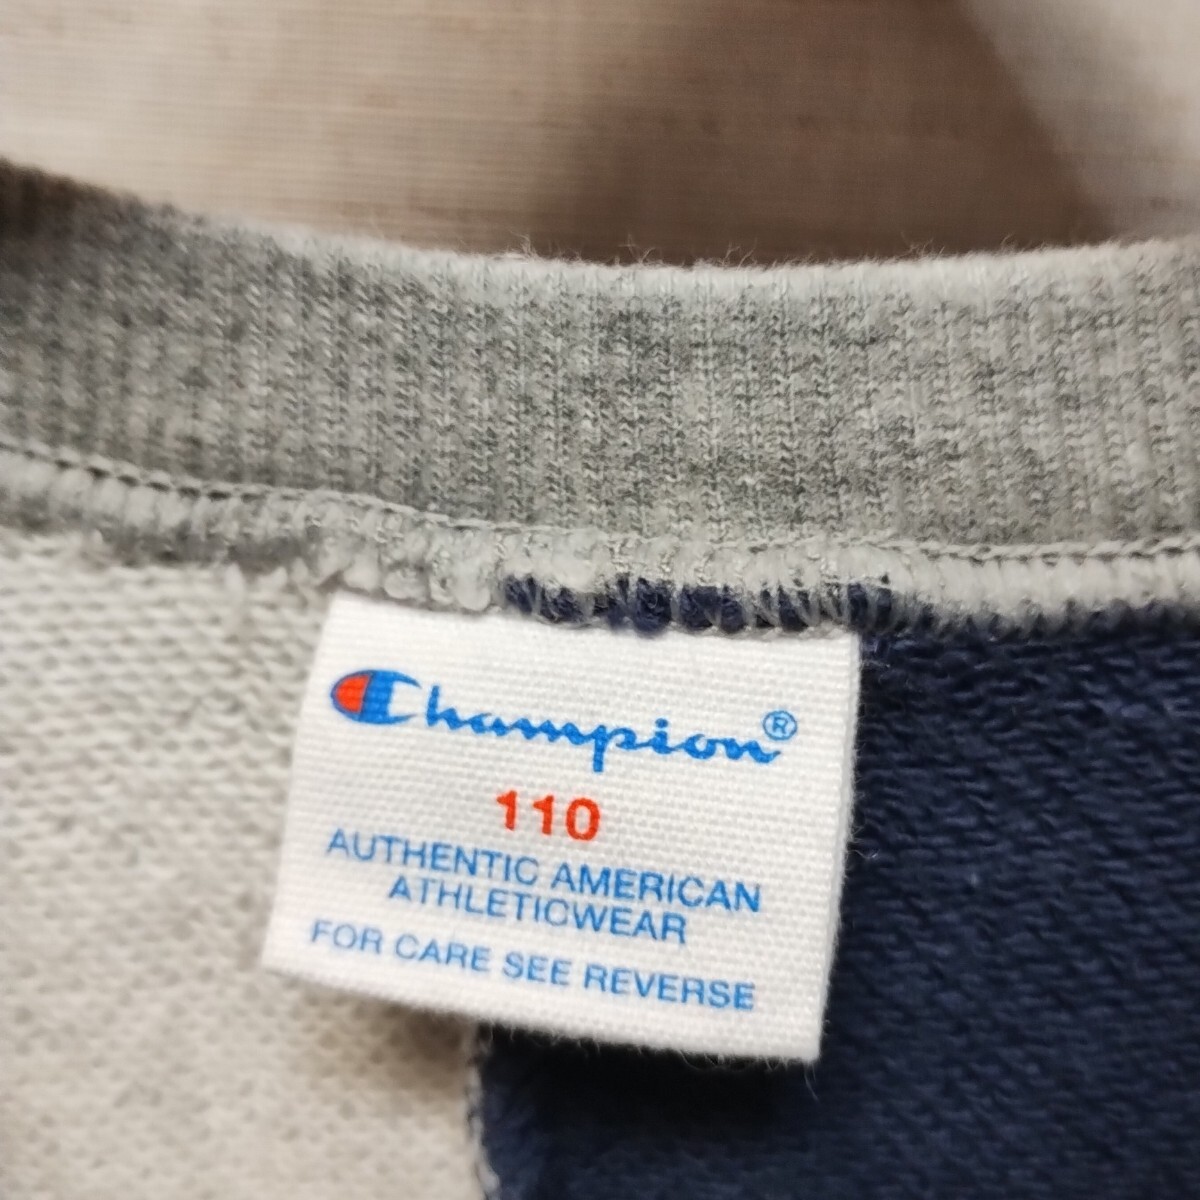 Champion®
110
AUTHENTIC AMERICAN
ATHLETICWEAR
FOR CARE SEE REVERSE